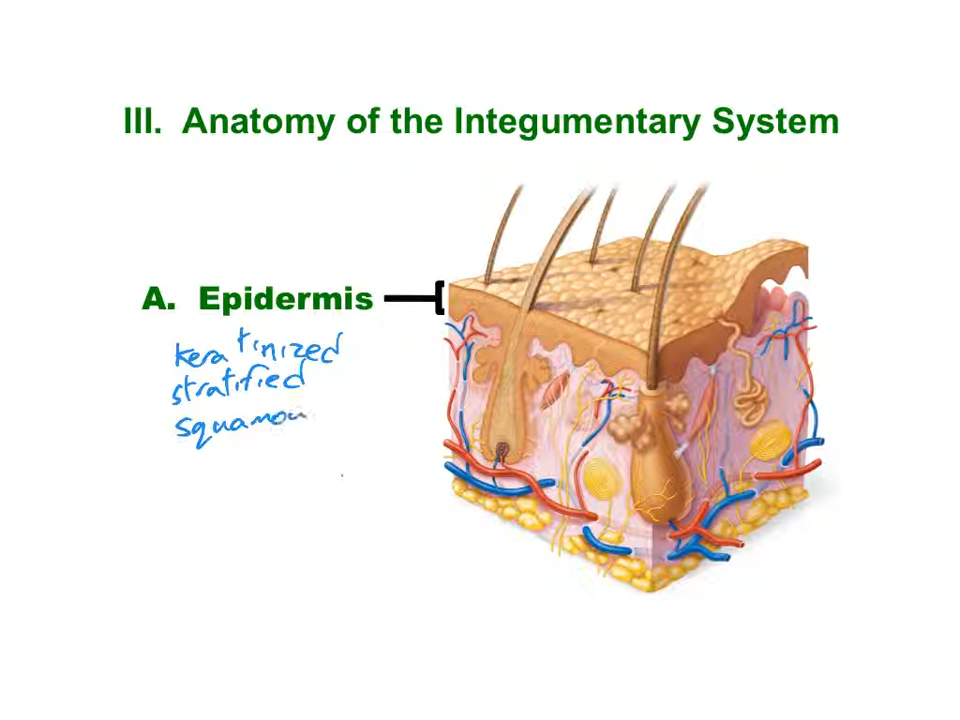 III. Anatomy of the Integumentary System
A. Epidermis
keratinized
stratified
squamou